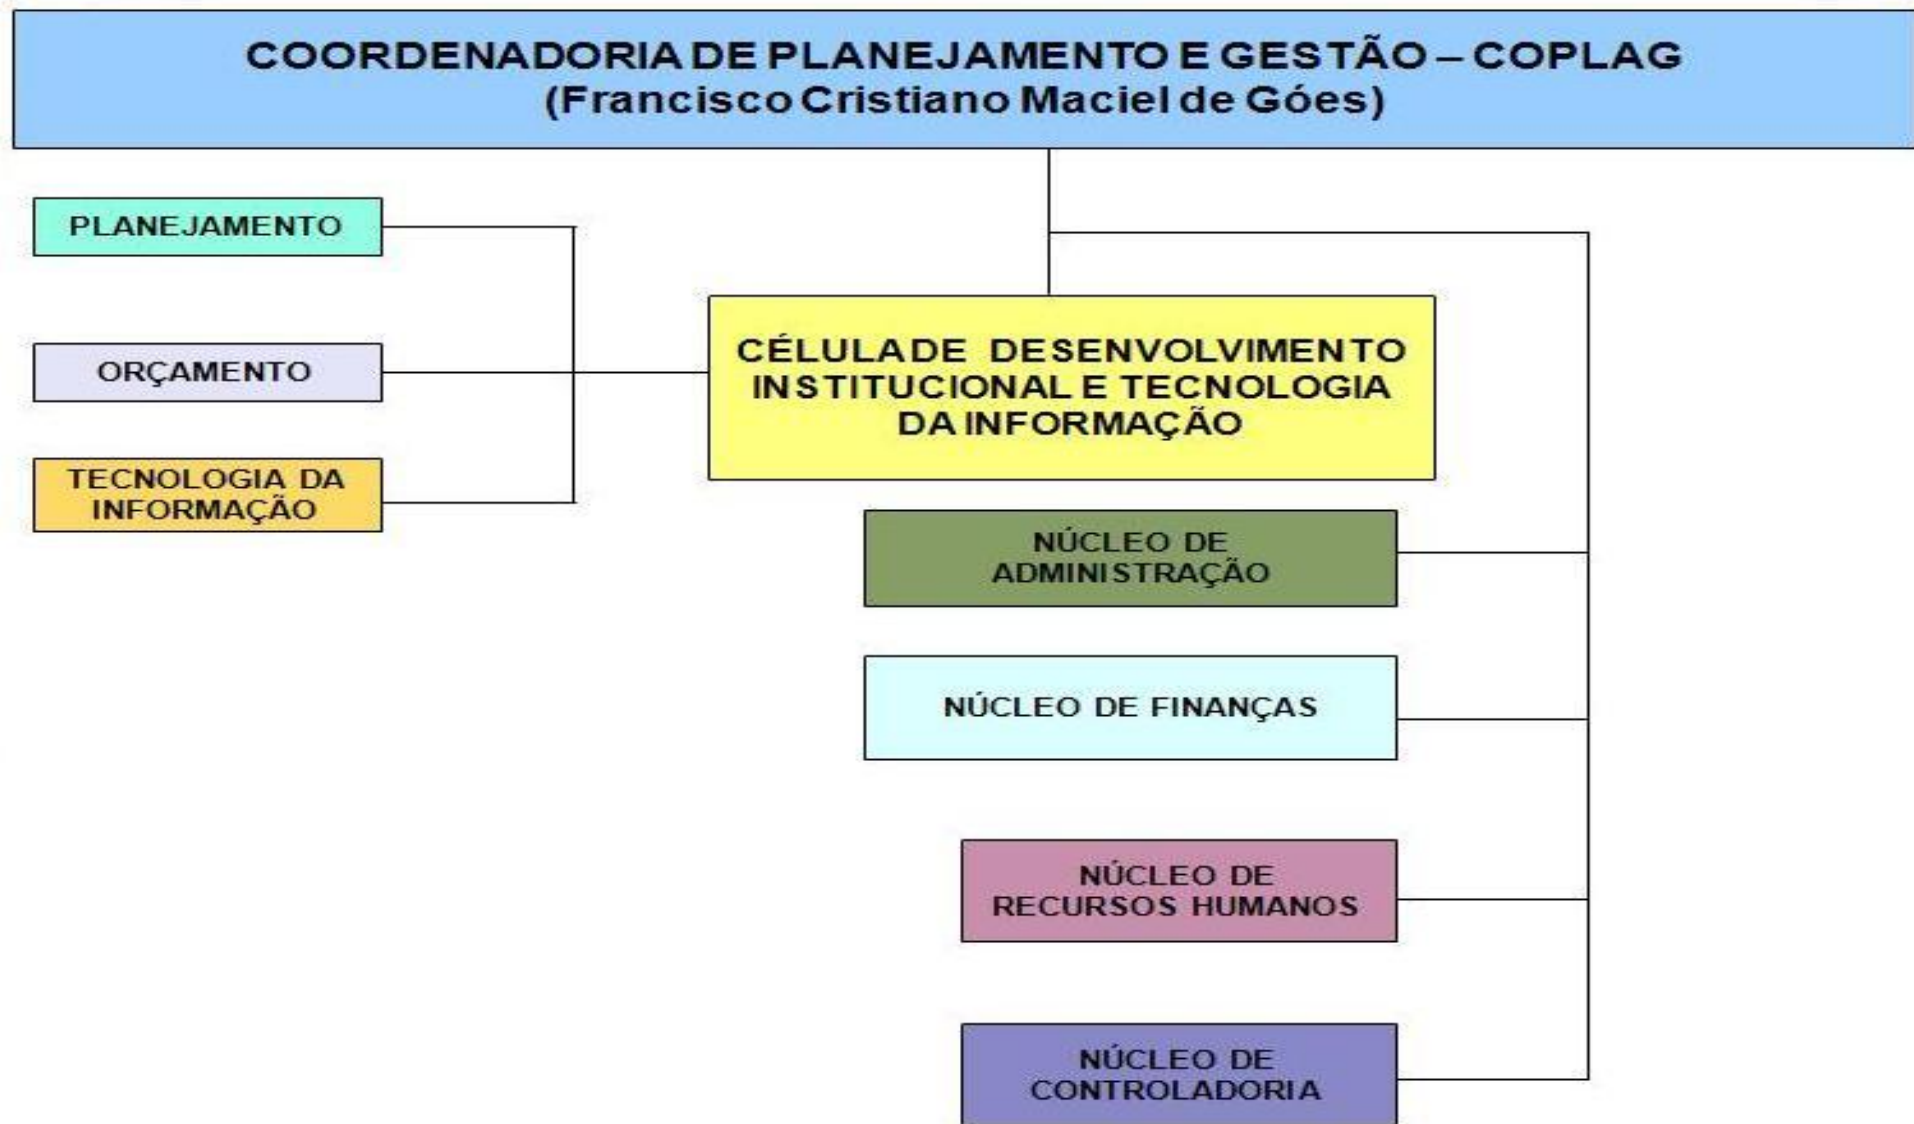 COORDENADORIA DE PLANEJAMENTO E GESTÃO – COPLAG
(Francisco Cristiano Maciel de Góes)
PLANEJAMENTO
ORÇAMENTO
TECNOLOGIA DA
INFORMAÇÃO
CÉLULA DE DESENVOLVIMENTO
INSTITUCIONAL E TECNOLOGIA
DA INFORMAÇÃO
NÚCLEO DE
ADMINISTRAÇÃO
NÚCLEO DE FINANÇAS
NÚCLEO DE
RECURSOS HUMANOS
NÚCLEO DE
CONTROLADORIA